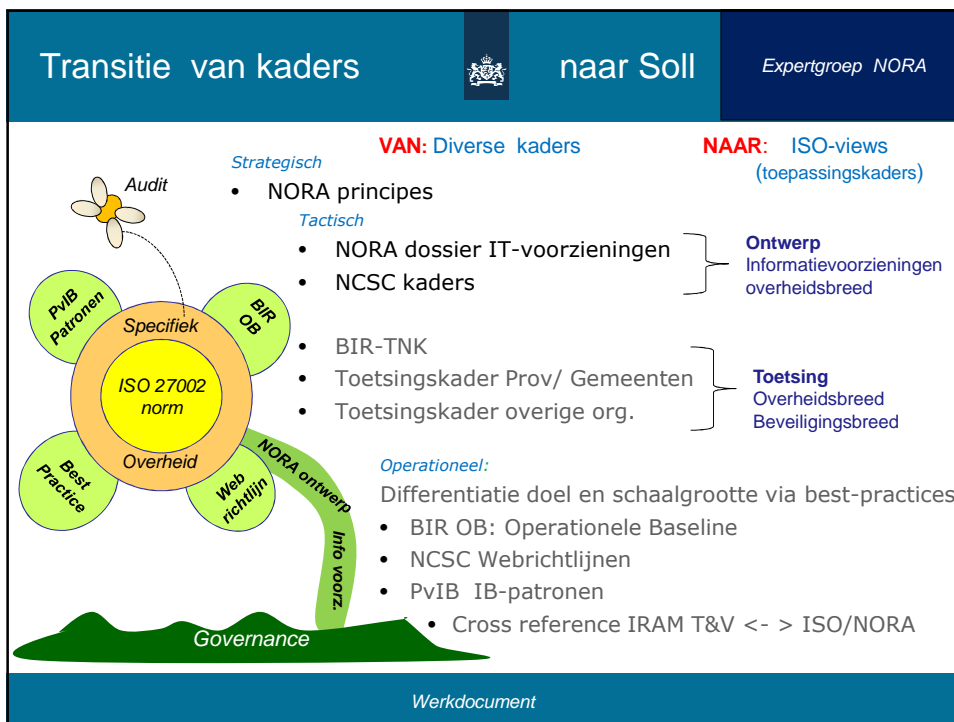 Transitie van kaders naar Soll
Expertgroep NORA
VAN: Diverse kaders
NAAR: ISO-views
(toepassingskaders)
Strategisch
• NORA principes
Tactisch
• NORA dossier IT-voorzieningen
• NCSC kaders
Ontwerp
Informatievoorzieningen
overheidsbreed
• BIR-TNK
• Toetsingskader Prov/ Gemeenten
• Toetsingskader overige org.
Toetsing
Overheidsbreed
Beveiligingsbreed
Operationeel:
Differentiatie doel en schaalgrootte via best-practices
• BIR OB: Operationele Baseline
• NCSC Webrichtlijnen
• PvIB IB-patronen
• Cross reference IRAM T&V <- > ISO/NORA
Audit
PvIB
Patronen
BIR
OB
Specifiek
ISO 27002
norm
Overheid
Best
Practice
Web
richtlijn
NORA ontwerp
Info voorz.
Governance
Werkdocument